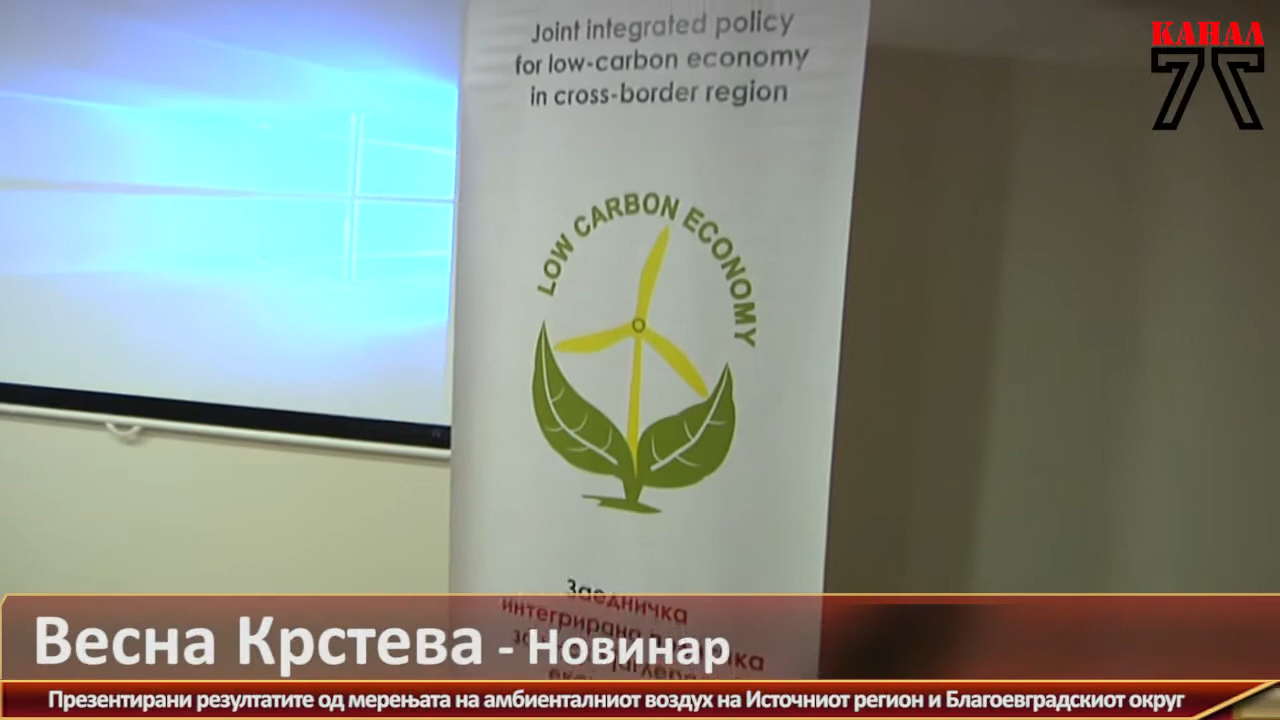 Joint integrated policy
for low-carbon economy
in cross-border region
КАНАЛ
77
LOW CARBON ECONOMY
Заедничка
интегрирана
Весна Крстева - Новинар
Презентирани резултатите од мерењата на амбиенталниот воздух на Источниот регион и Благоевградскиот округ